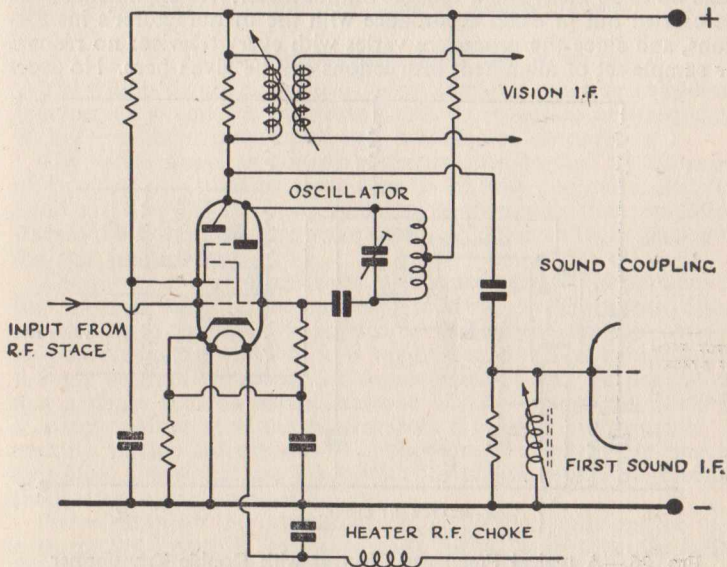 +
VISION I.F.
OSCILLATOR
SOUND COUPLING
INPUT FROM
R.F. STAGE
FIRST SOUND I.F.
-
HEATER R.F. CHOKE